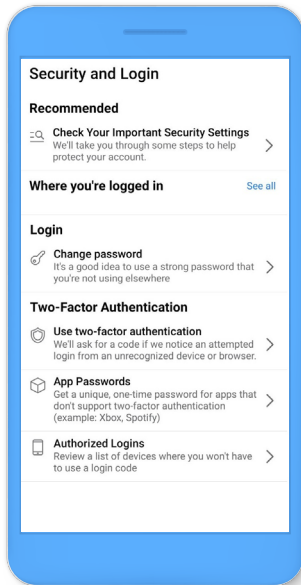 Security and Login
Recommended
Check Your Important Security Settings
We'll take you through some steps to help
protect your account.
Where you're logged in See all
Login
Change password
It's a good idea to use a strong password that
you're not using elsewhere
Two-Factor Authentication
Use two-factor authentication
We'll ask for a code if we notice an attempted
login from an unrecognized device or browser.
App Passwords
Get a unique, one-time password for apps that
don't support two-factor authentication
(example: Xbox, Spotify)
Authorized Logins
Review a list of devices where you won't have
to use a login code